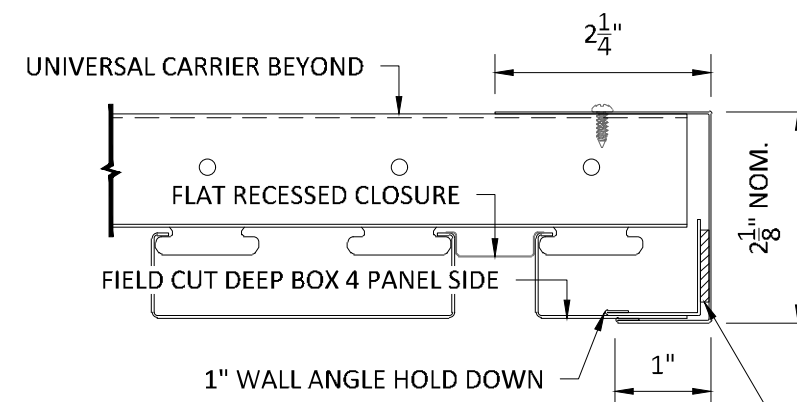 2 1/4"
UNIVERSAL CARRIER BEYOND
FLAT RECESSED CLOSURE
2 1/8" NOM.
FIELD CUT DEEP BOX 4 PANEL SIDE
1" WALL ANGLE HOLD DOWN
1"